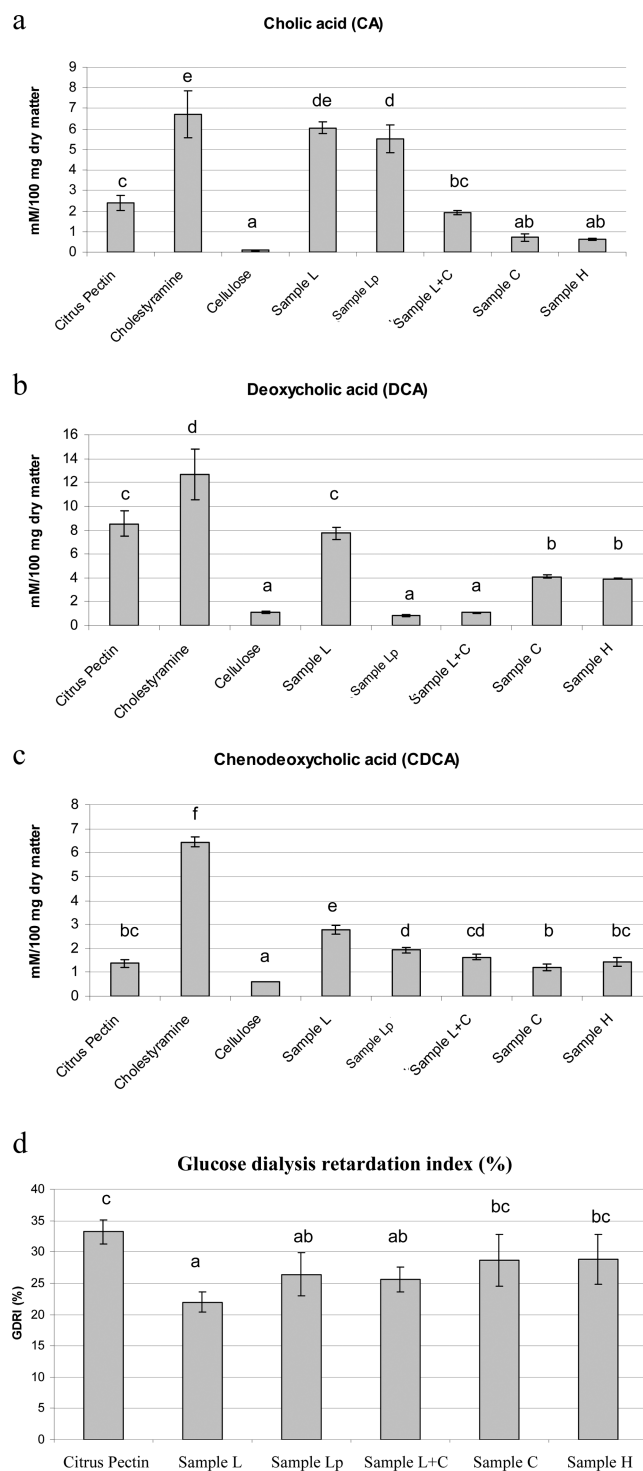 a
Cholic acid (CA)
mM/100 mg dry matter
9
8
7
6
5
4
3
2
1
0
c
e
a
de
d
bc
ab
ab
Citrus Pectin
Cholestyramine
Cellulose
Sample L
Sample Lp
Sample L+C
Sample C
Sample H
b
Deoxycholic acid (DCA)
mM/100 mg dry matter
16
14
12
10
8
6
4
2
0
c
d
a
c
a
a
b
b
Citrus Pectin
Cholestyramine
Cellulose
Sample L
Sample Lp
Sample L+C
Sample C
Sample H
c
Chenodeoxycholic acid (CDCA)
mM/100 mg dry matter
8
7
6
5
4
3
2
1
0
bc
f
a
e
d
cd
b
bc
Citrus Pectin
Cholestyramine
Cellulose
Sample L
Sample Lp
Sample L+C
Sample C
Sample H
d
Glucose dialysis retardation index (%)
GDRI (%)
40
35
30
25
20
15
10
5
0
c
a
ab
ab
bc
bc
Citrus Pectin
Sample L
Sample Lp
Sample L+C
Sample C
Sample H